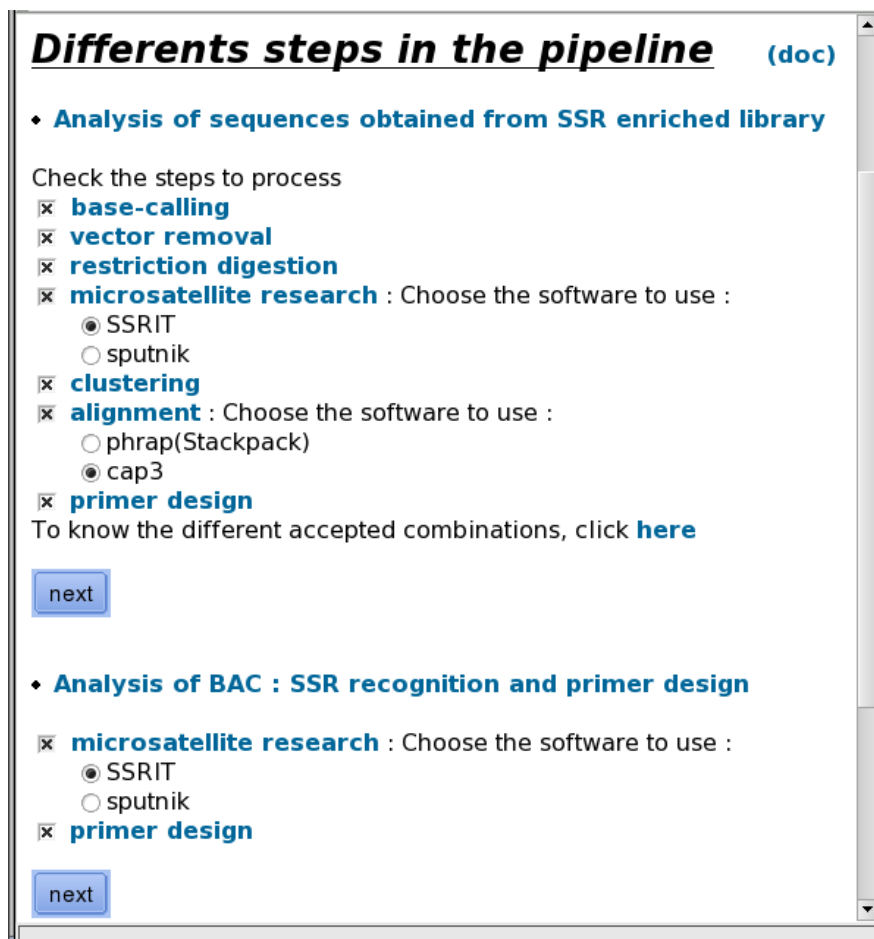 Differents steps in the pipeline (doc)
Analysis of sequences obtained from SSR enriched library
Check the steps to process
base-calling
vector removal
restriction digestion
microsatellite research : Choose the software to use :
SSRIT
sputnik
clustering
alignment : Choose the software to use :
phrap(Stackpack)
cap3
primer design
To know the different accepted combinations, click here
next
Analysis of BAC : SSR recognition and primer design
microsatellite research : Choose the software to use :
SSRIT
sputnik
primer design
next